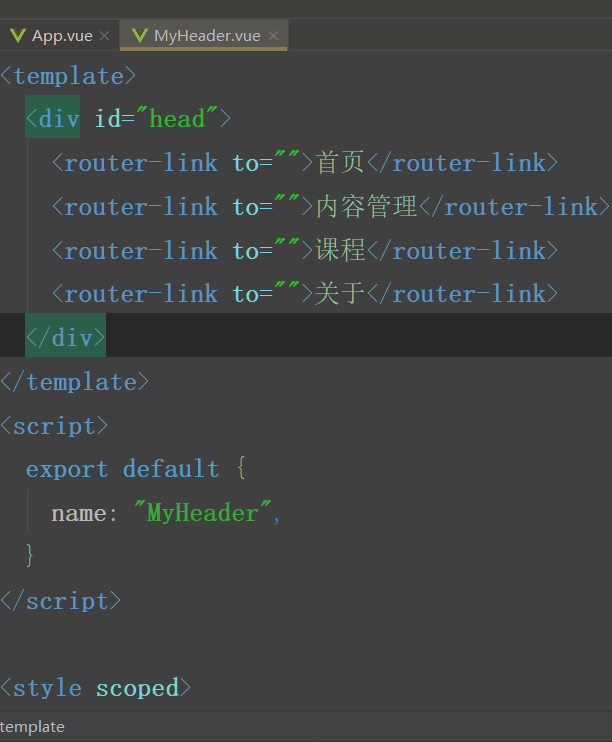 App.vue × MyHeader.vue ×
<template>
<div id="head">
<router-link to="">首页</router-link>
<router-link to="">内容管理</router-link>
<router-link to="">课程</router-link>
<router-link to="">关于</router-link>
</div>
</template>
<script>
export default {
name: "MyHeader",
}
</script>
<style scoped>
template